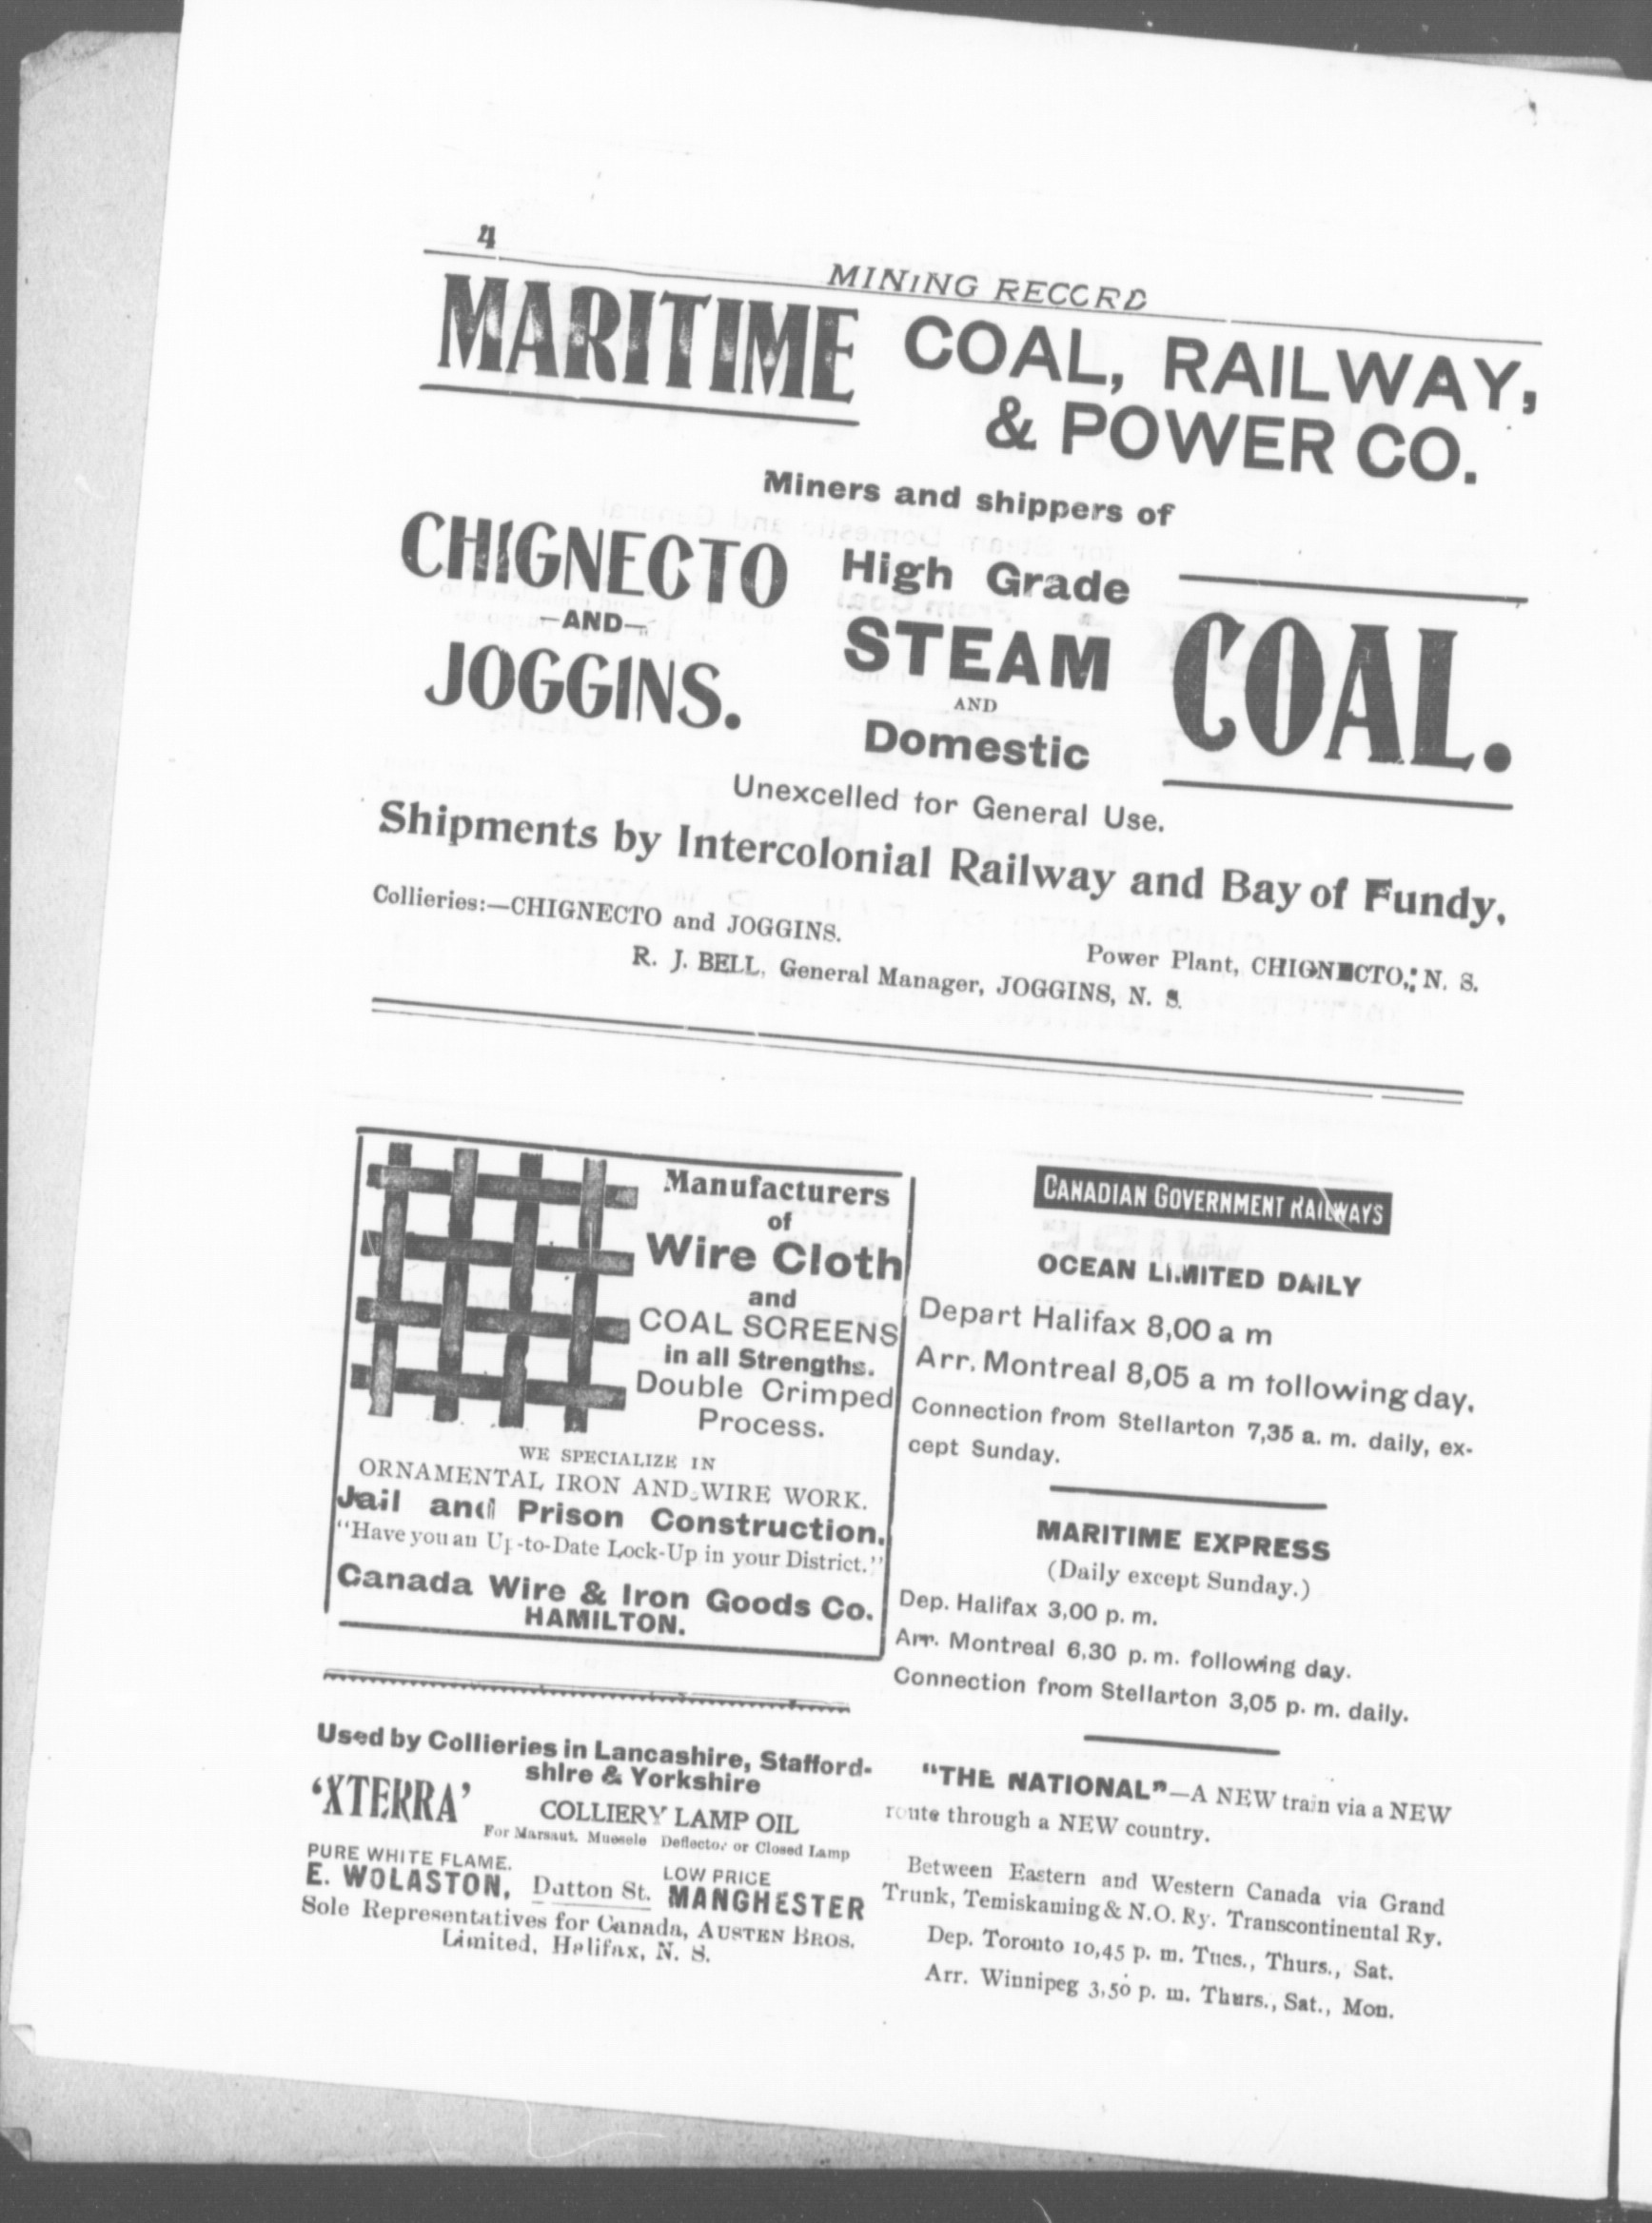 4
MINING RECORD
MARITIME COAL, RAILWAY,
& POWER CO.
Miners and shippers of
CHIGNECTO
—AND—
JOGGINS.
High Grade
STEAM
AND
Domestic
COAL.
Unexcelled for General Use.
Shipments by Intercolonial Railway and Bay of Fundy.
Collieries:—CHIGNECTO and JOGGINS.
Power Plant, CHIGNECTO, N. S.
R. J. BELL, General Manager, JOGGINS, N. S.
Manufacturers
of
Wire Cloth
and
COAL SCREENS
in all Strengths.
Double Crimped
Process.
WE SPECIALIZE IN
ORNAMENTAL IRON AND WIRE WORK.
Jail and Prison Construction.
"Have you an Up-to-Date Lock-Up in your District."
Canada Wire & Iron Goods Co.
HAMILTON.
Used by Collieries in Lancashire, Stafford-
shire & Yorkshire
'XTERRA' COLLIERY LAMP OIL
For Marsaut, Muesele Deflector or Closed Lamp
PURE WHITE FLAME. LOW PRICE
E. WOLASTON, Dutton St. MANGHESTER
Sole Representatives for Canada, AUSTEN BROS.
Limited, Halifax, N. S.
CANADIAN GOVERNMENT RAILWAYS
OCEAN LIMITED DAILY
Depart Halifax 8,00 a m
Arr. Montreal 8,05 a m following day.
Connection from Stellarton 7,35 a. m. daily, ex-
cept Sunday.
MARITIME EXPRESS
(Daily except Sunday.)
Dep. Halifax 3,00 p. m.
Arr. Montreal 6,30 p. m. following day.
Connection from Stellarton 3,05 p. m. daily.
"THE NATIONAL"—A NEW train via a NEW
route through a NEW country.
Between Eastern and Western Canada via Grand
Trunk, Temiskaming & N.O. Ry. Transcontinental Ry.
Dep. Toronto 10,45 p. m. Tues., Thurs., Sat.
Arr. Winnipeg 3,50 p. m. Thurs., Sat., Mon.